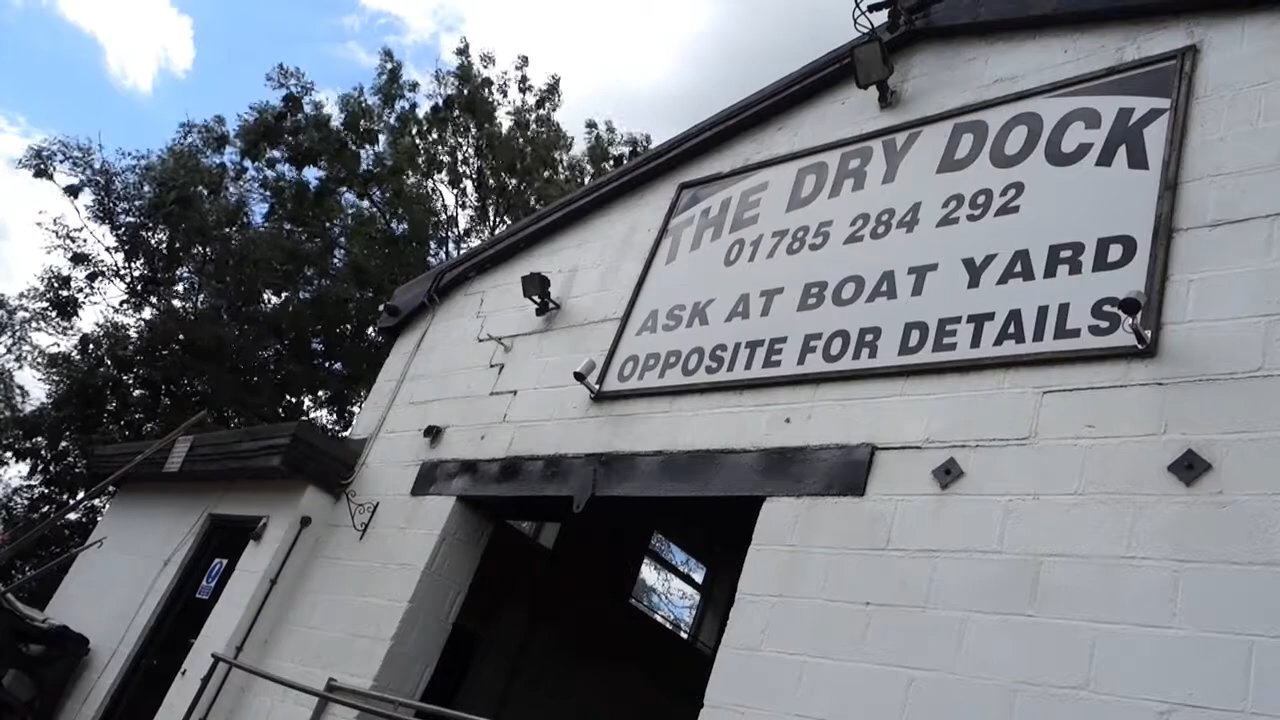 THE DRY DOCK
01785 284 292
ASK AT BOAT YARD
OPPOSITE FOR DETAILS